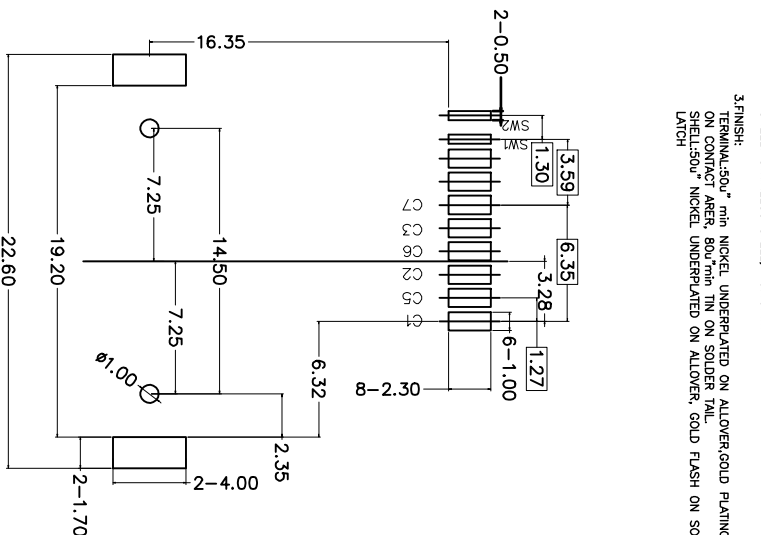 16.35
2-0.50
SW2
SW1
1.30
3.59
C7
C3
C6
C2
C5
C1
6.35
3.28
1.27
6-1.00
8-2.30
7.25
14.50
19.20
22.60
7.25
ø1.00
6.32
2.35
2-4.00
2-1.70
3.FINISH:
TERMINAL:50u" min NICKEL UNDERPLATED ON ALLOVER,GOLD PLATING
ON CONTACT ARER, 80u"min TIN ON SOLDER TAIL.
SHELL:50u" NICKEL UNDERPLATED ON ALLOVER, GOLD FLASH ON SO
LATCH